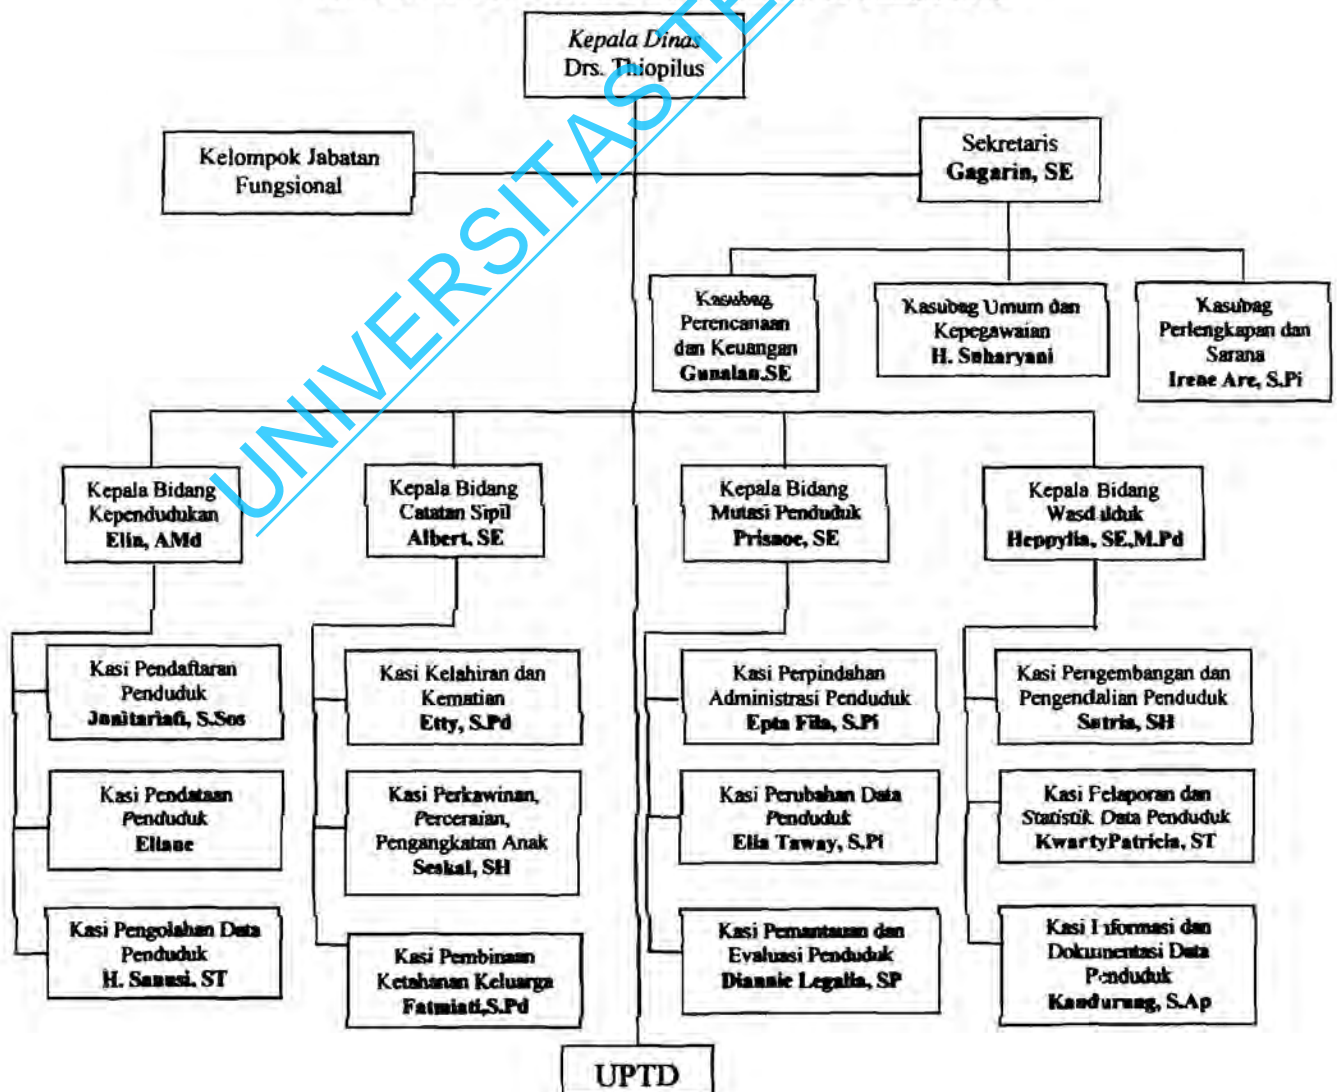 Kepala Dinas
Drs. Thiopilus
Kelompok Jabatan
Fungsional
Sekretaris
Gagarin, SE
Kasubag
Perencanaan
dan Keuangan
Gunalan.SE
Kasubag Umum dan
Kepegawaian
H. Suharyani
Kasubag
Perlengkapan dan
Sarana
Irene Are, S.Pi
Kepala Bidang
Kependudukan
Elin, AMd
Kepala Bidang
Catatan Sipil
Albert, SE
Kepala Bidang
Mutasi Penduduk
Prisaoe, SE
Kepala Bidang
Wasdalduk
Heppylia, SE,M.Pd
Kasi Pendaftaran
Penduduk
Junitariati, S.Sos
Kasi Kelahiran dan
Kematian
Etty, S.Pd
Kasi Perpindahan
Administrasi Penduduk
Epta Fila, S.Pi
Kasi Pengembangan dan
Pengendalian Penduduk
Satria, SH
Kasi Pendataan
Penduduk
Eliane
Kasi Perkawinan,
Perceraian,
Pengangkatan Anak
Seskal, SH
Kasi Perubahan Data
Penduduk
Elia Taway, S.Pi
Kasi Pelaporan dan
Statistik Data Penduduk
KwartyPatricia, ST
Kasi Pengolahan Data
Penduduk
H. Sanusi, ST
Kasi Pembinaan
Ketahanan Keluarga
Fatmiati,S.Pd
Kasi Pemantauan dan
Evaluasi Penduduk
Diannie Legalia, SP
Kasi Informasi dan
Dokumentasi Data
Penduduk
Kandurung, S.Ap
UPTD
UNIVERSITAS TE